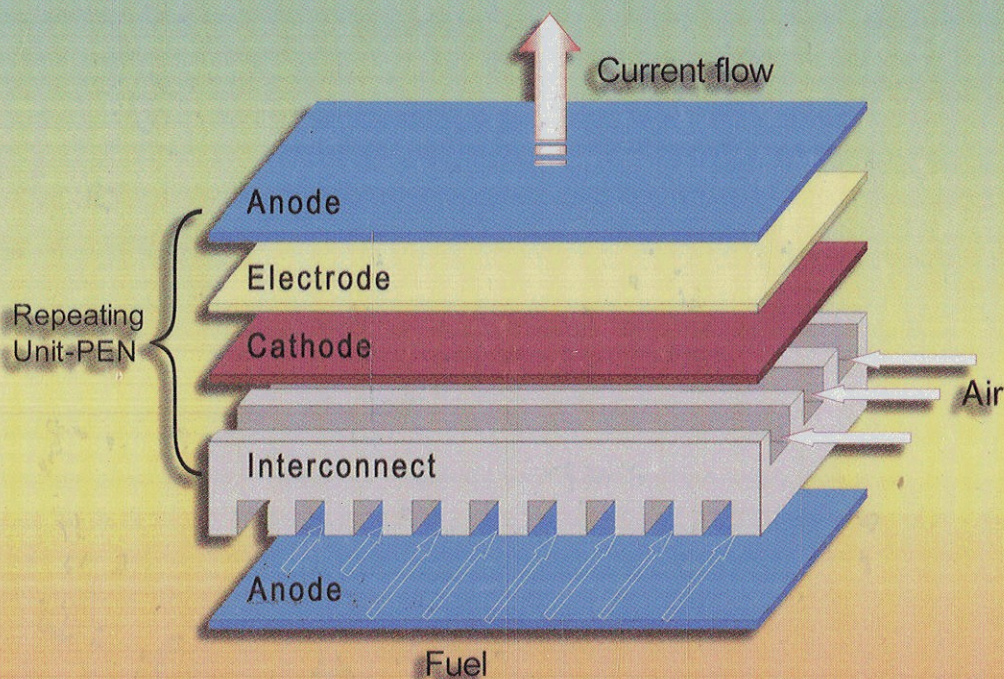 Current flow
Anode
Electrode
Repeating
Unit-PEN
Cathode
Air
Interconnect
Anode
Fuel